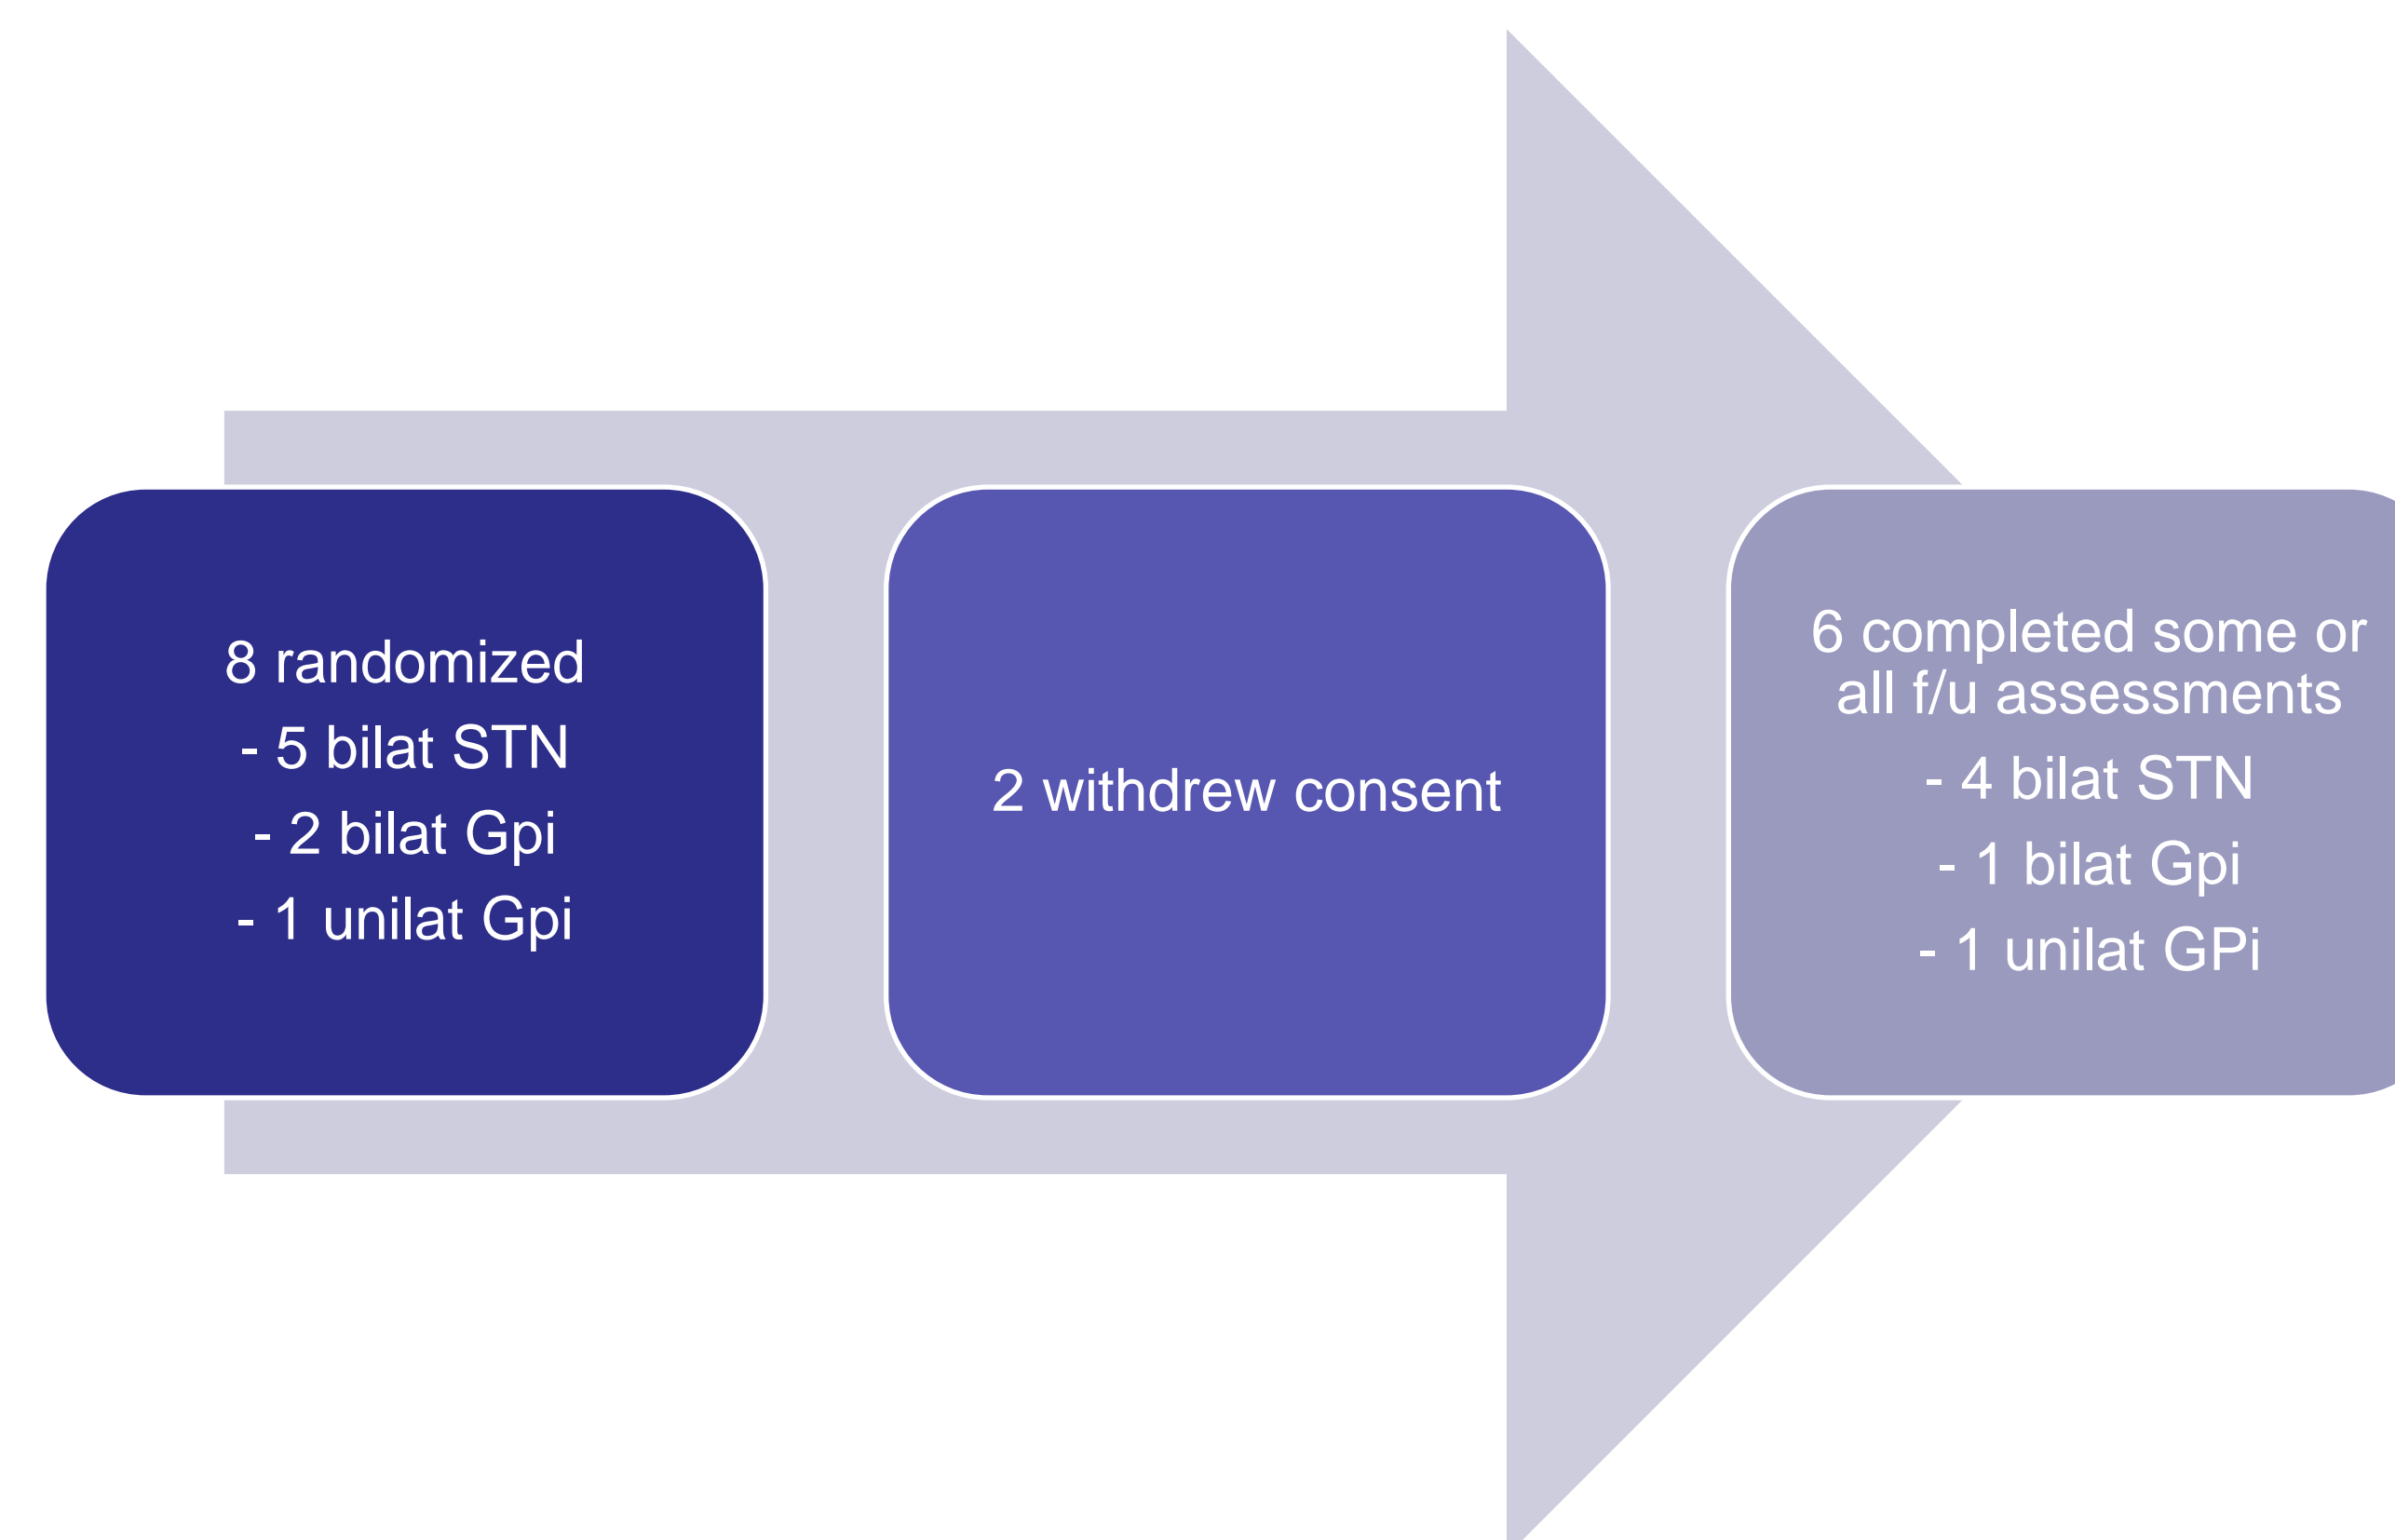 8 randomized
- 5 bilat STN
- 2 bilat Gpi
- 1 unilat Gpi
2 withdrew consent
6 completed some or
all f/u assessments
- 4 bilat STN
- 1 bilat Gpi
- 1 unilat GPi